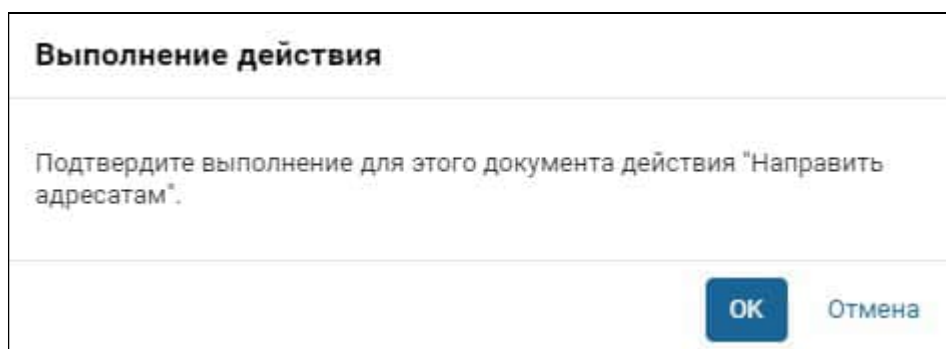 Выполнение действия
Подтвердите выполнение для этого документа действия "Направить
адресатам".
ОК
Отмена